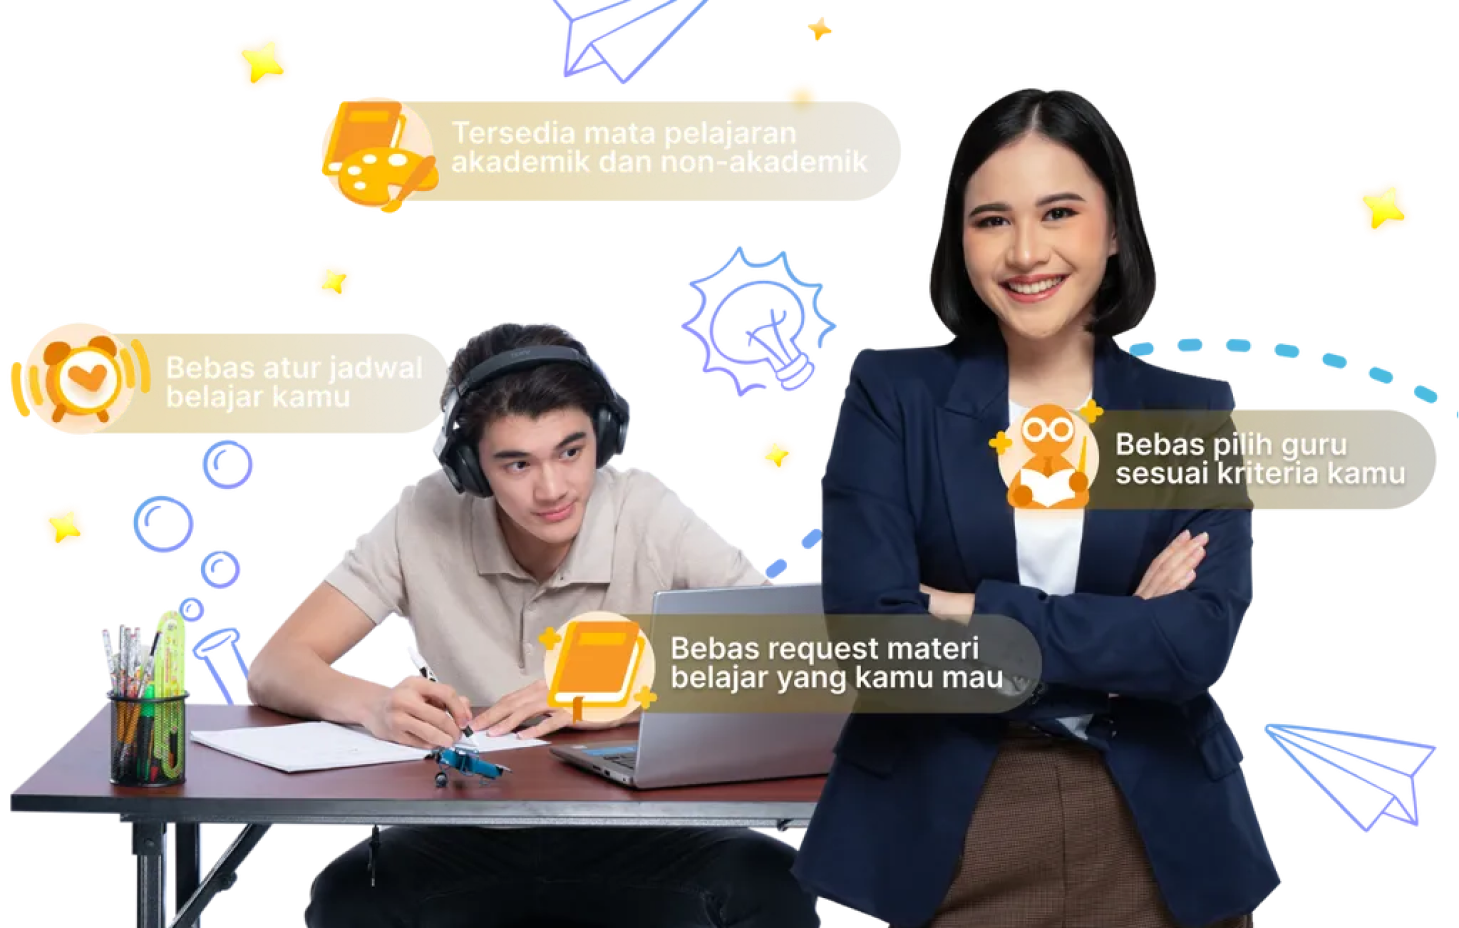 Tersedia mata pelajaran
akademik dan non-akademik
Bebas atur jadwal
belajar kamu
Bebas pilih guru
sesuai kriteria kamu
Bebas request materi
belajar yang kamu mau